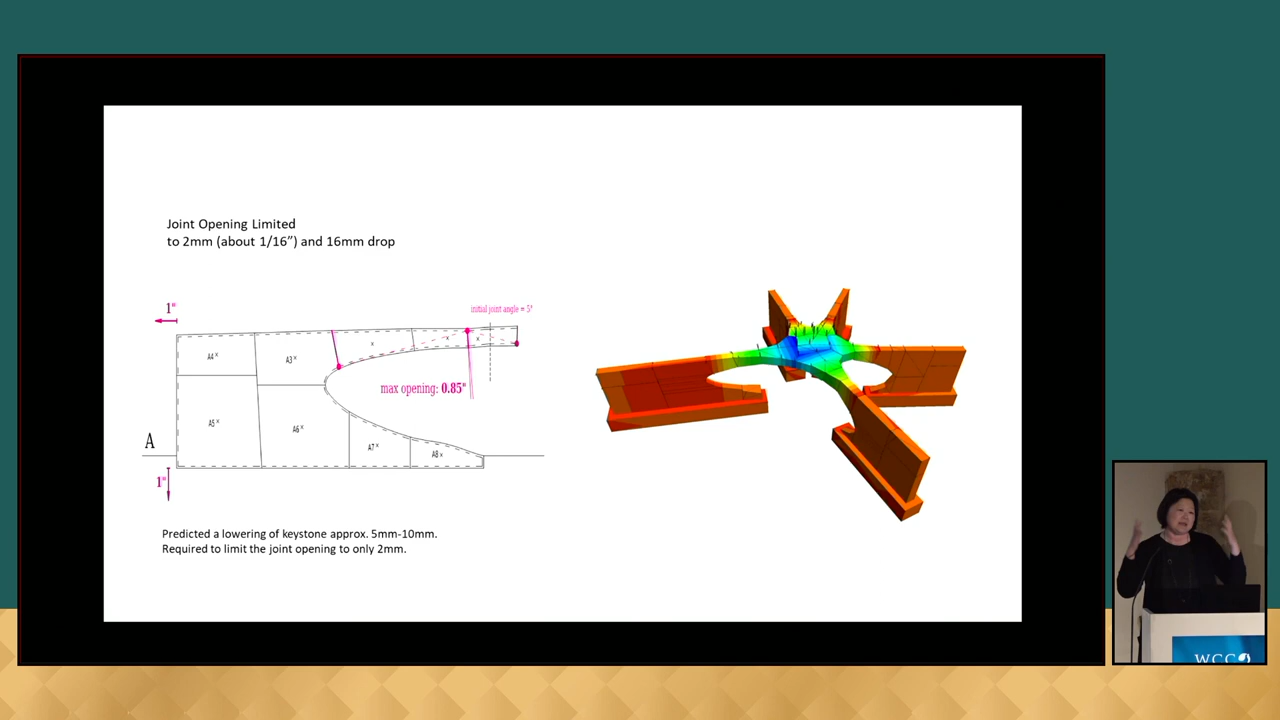 Joint Opening Limited
to 2mm (about 1/16”) and 16mm drop
1"
initial joint angle = 5°
A4 x
A3 x
x
x
x
max opening: 0.85"
A
A5 x
A6 x
A7 x
A8 x
1"
Predicted a lowering of keystone approx. 5mm-10mm.
Required to limit the joint opening to only 2mm.
WCC